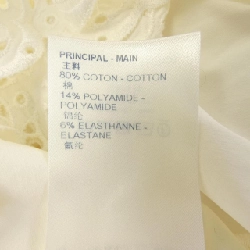 PRINCIPAL - MAIN
主料
80% COTON - COTTON
棉
14% POLYAMIDE -
POLYAMIDE
锦纶
6% ELASTHANNE -
ELASTANE
氨纶